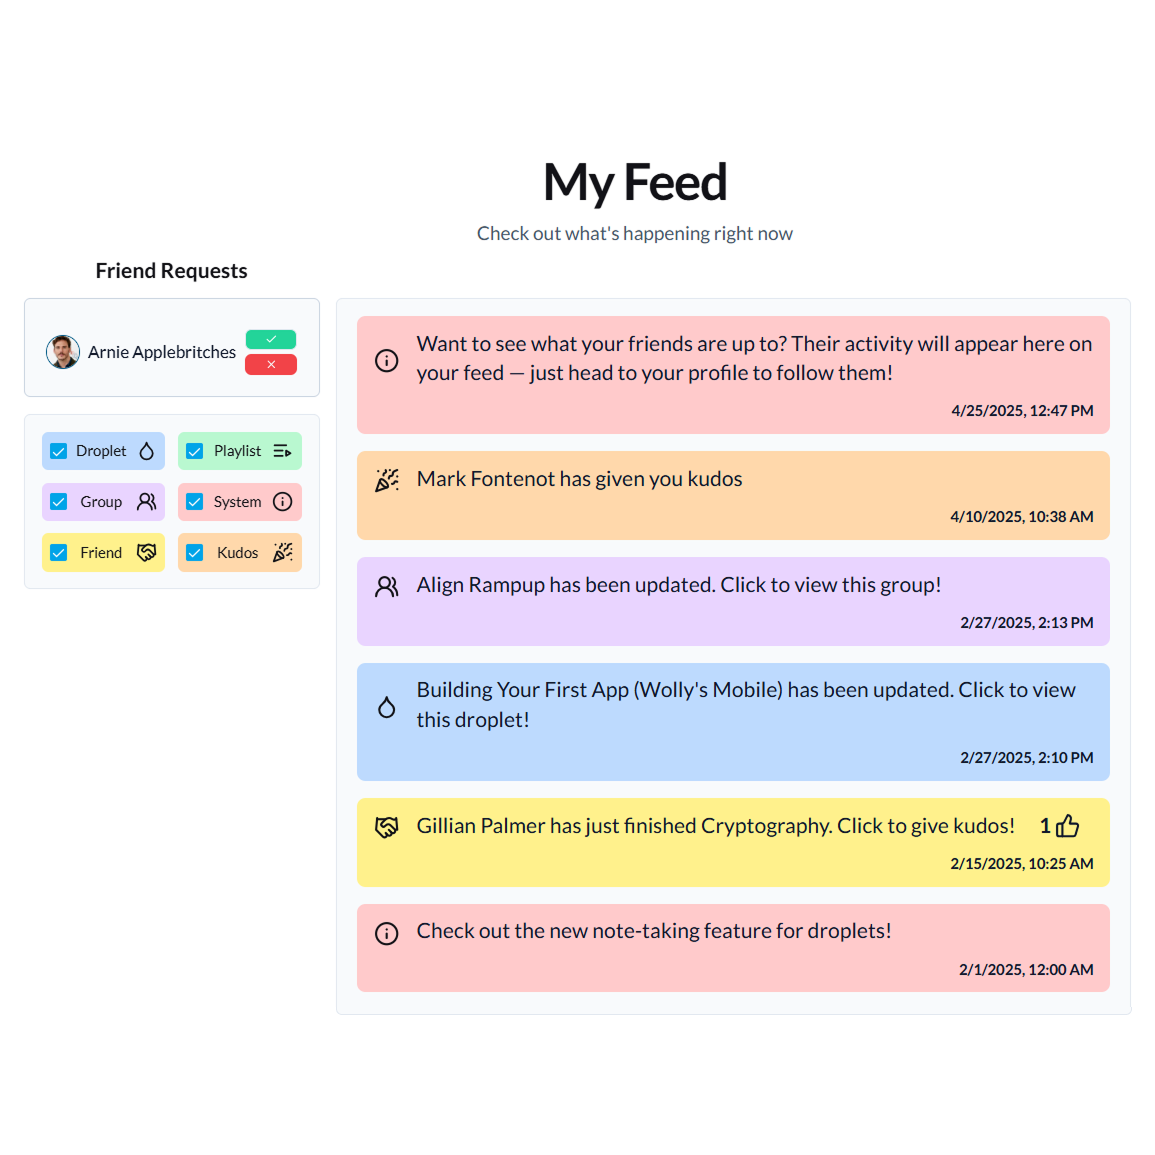 My Feed
Check out what's happening right now
Friend Requests
Arnie Applebritches
Droplet
Playlist
Group
System
Friend
Kudos
Want to see what your friends are up to? Their activity will appear here on
your feed — just head to your profile to follow them!
4/25/2025, 12:47 PM
Mark Fontenot has given you kudos
4/10/2025, 10:38 AM
Align Rampup has been updated. Click to view this group!
2/27/2025, 2:13 PM
Building Your First App (Wolly's Mobile) has been updated. Click to view
this droplet!
2/27/2025, 2:10 PM
Gillian Palmer has just finished Cryptography. Click to give kudos! 1
2/15/2025, 10:25 AM
Check out the new note-taking feature for droplets!
2/1/2025, 12:00 AM